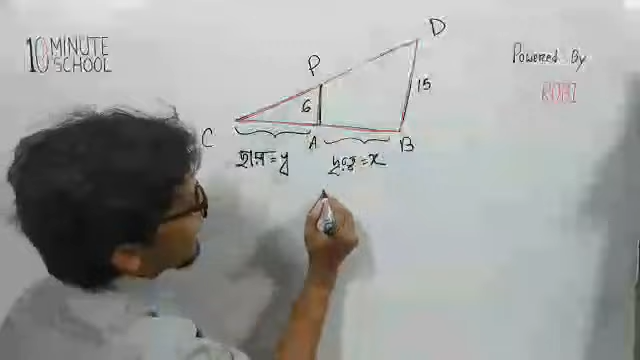 10 MINUTE
SCHOOL
Powered By
ROBI
D
P
6
15
C
A
B
ছায়া = y
দূরত্ব = x